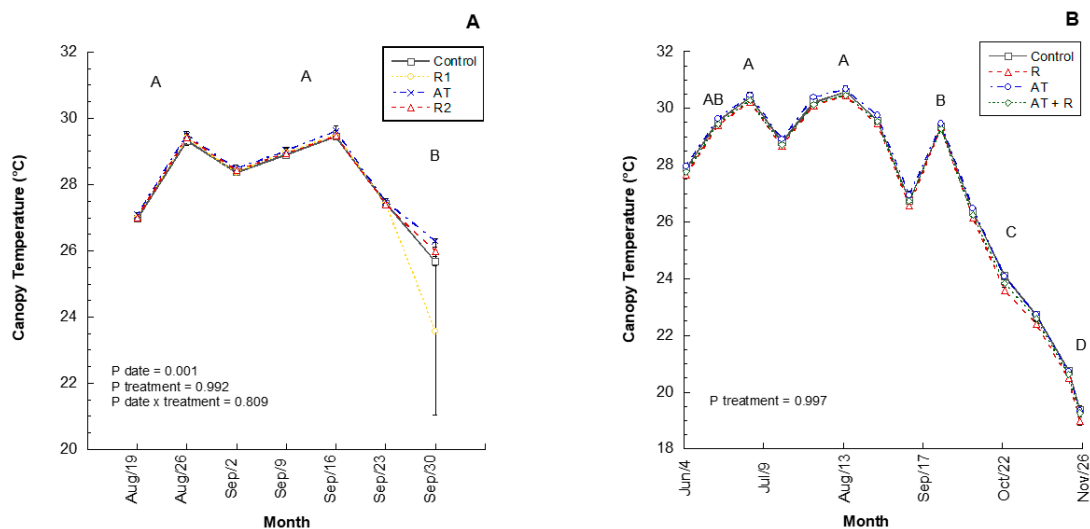 A
Control
R1
AT
R2
A
A
B
32
30
28
26
24
22
20
Canopy Temperature (°C)
P date = 0.001
P treatment = 0.992
P date x treatment = 0.809
Aug/19
Aug/26
Sep/2
Sep/9
Sep/16
Sep/23
Sep/30
Month
B
Control
R
AT
AT + R
A
A
AB
B
C
D
32
30
28
26
24
22
20
18
Canopy Temperature (°C)
P treatment = 0.997
Jun/4
Jul/9
Aug/13
Sep/17
Oct/22
Nov/26
Month